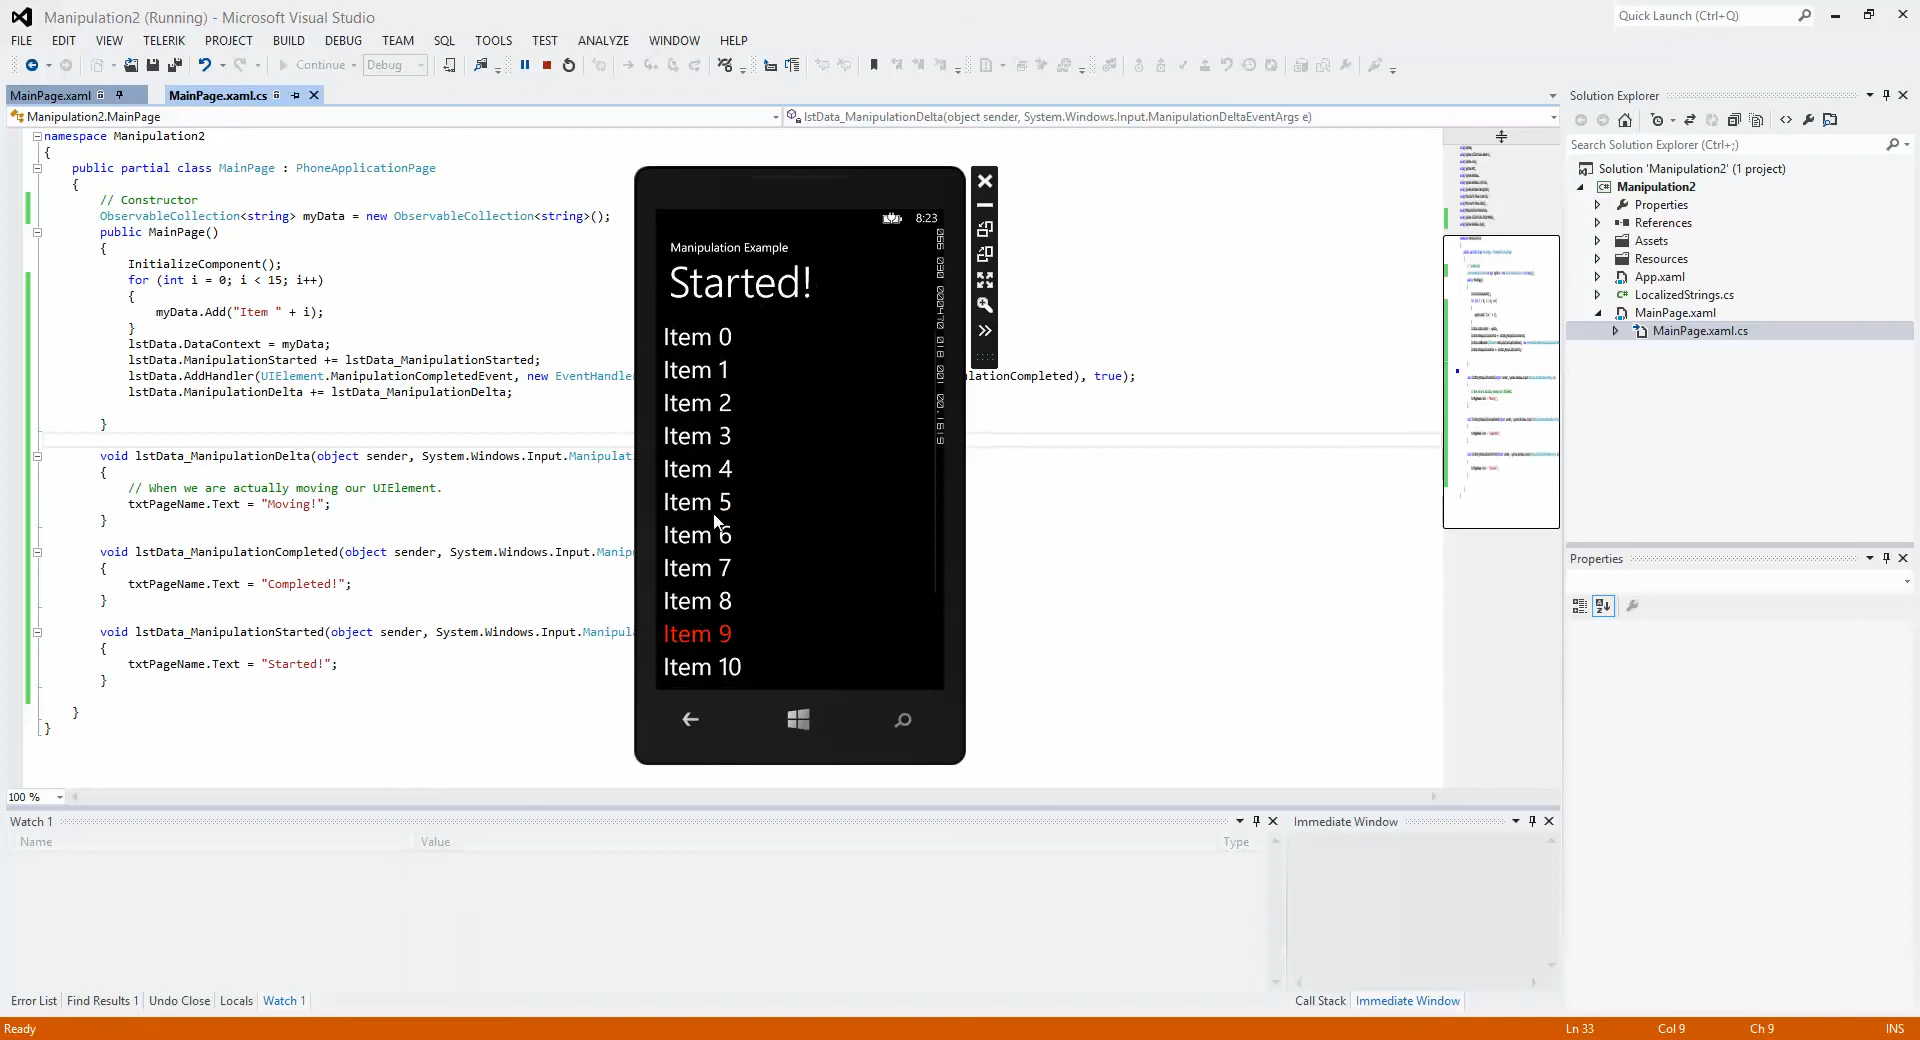 Manipulation2 (Running) - Microsoft Visual Studio
Quick Launch (Ctrl+Q)
FILE EDIT VIEW TELERIK PROJECT BUILD DEBUG TEAM SQL TOOLS TEST ANALYZE WINDOW HELP
Continue Debug
MainPage.xaml
MainPage.xaml.cs
Manipulation2.MainPage
lstData_ManipulationDelta(object sender, System.Windows.Input.ManipulationDeltaEventArgs e)
namespace Manipulation2
{
public partial class MainPage : PhoneApplicationPage
{
// Constructor
ObservableCollection<string> myData = new ObservableCollection<string>();
public MainPage()
{
InitializeComponent();
for (int i = 0; i < 15; i++)
{
myData.Add("Item " + i);
}
lstData.DataContext = myData;
lstData.ManipulationStarted += lstData_ManipulationStarted;
lstData.AddHandler(UIElement.ManipulationCompletedEvent, new EventHandler
lationCompleted), true);
lstData.ManipulationDelta += lstData_ManipulationDelta;
}
void lstData_ManipulationDelta(object sender, System.Windows.Input.Manipulati
{
// When we are actually moving our UIElement.
txtPageName.Text = "Moving!";
}
void lstData_ManipulationCompleted(object sender, System.Windows.Input.Manip
{
txtPageName.Text = "Completed!";
}
void lstData_ManipulationStarted(object sender, System.Windows.Input.Manipula
{
txtPageName.Text = "Started!";
}
}
}
8:23
Manipulation Example
Started!
Item 0
Item 1
Item 2
Item 3
Item 4
Item 5
Item 6
Item 7
Item 8
Item 9
Item 10
Solution Explorer
Search Solution Explorer (Ctrl+;)
Solution 'Manipulation2' (1 project)
Manipulation2
Properties
References
Assets
Resources
App.xaml
LocalizedStrings.cs
MainPage.xaml
MainPage.xaml.cs
Properties
100 %
Watch 1
Name Value Type
Immediate Window
Error List Find Results 1 Undo Close Locals Watch 1
Call Stack Immediate Window
Ready
Ln 33 Col 9 Ch 9 INS